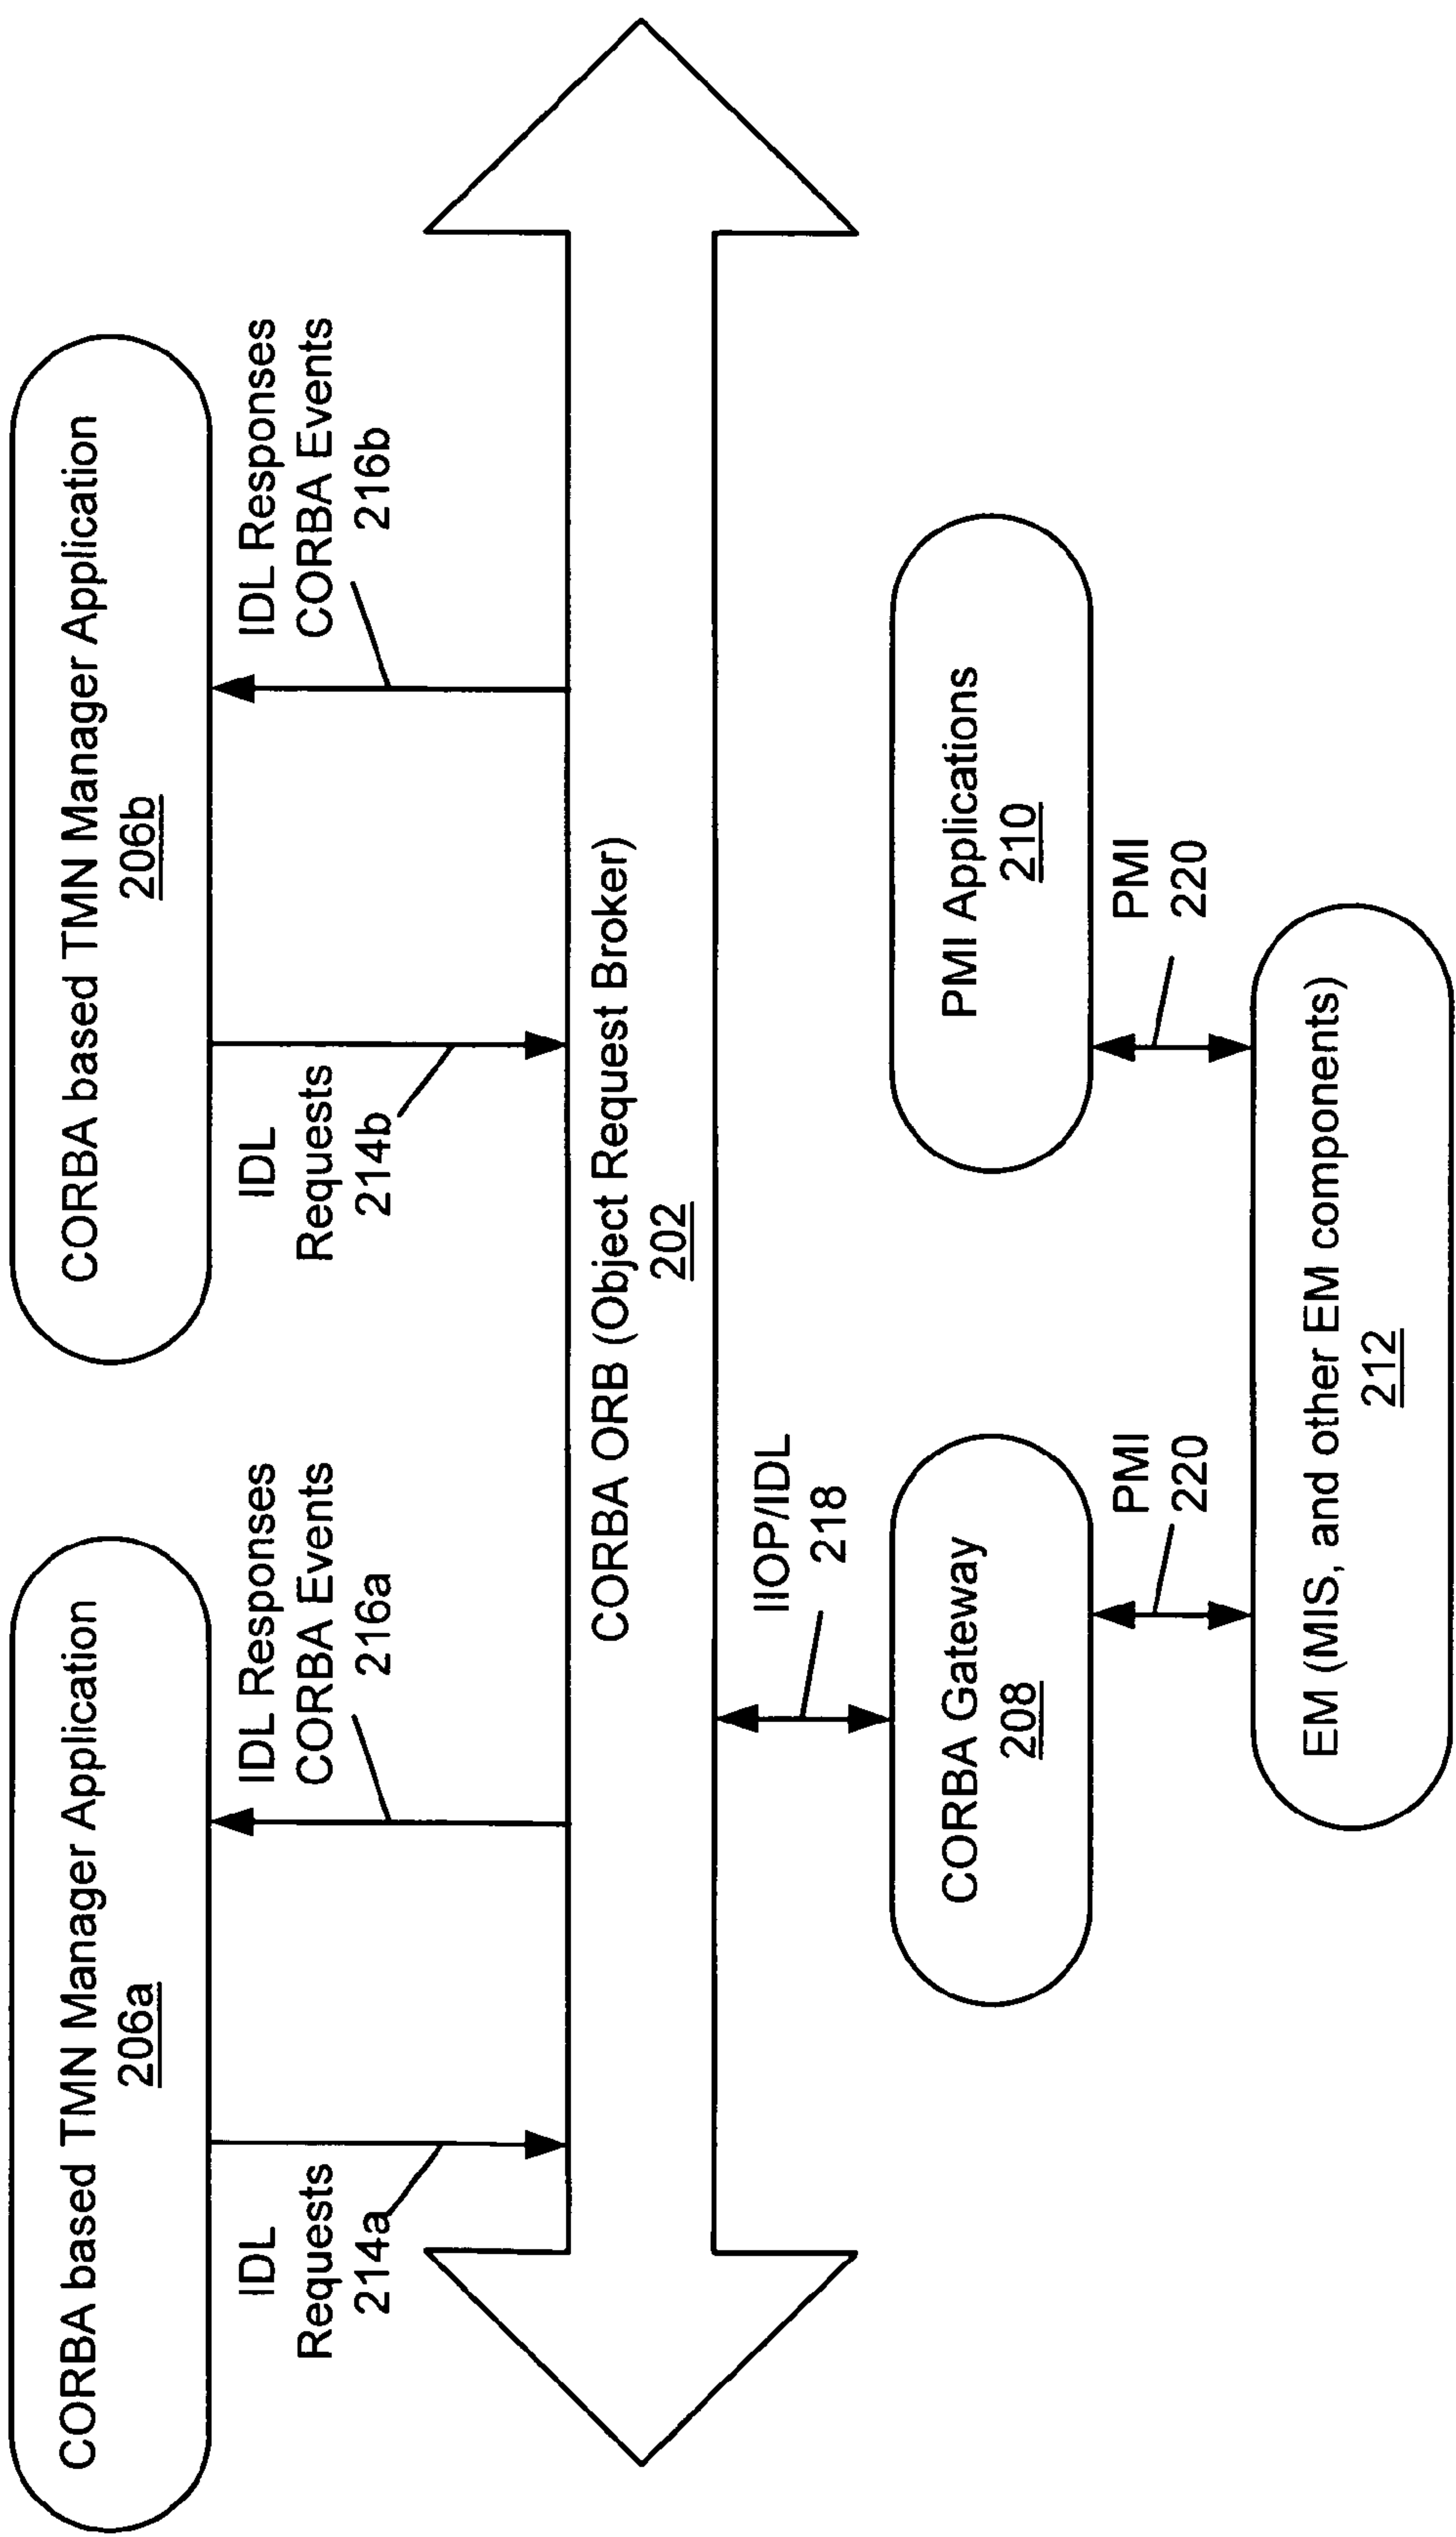 CORBA based TMN Manager Application
206a
CORBA based TMN Manager Application
206b
IDL
Requests
214a
IDL Responses
CORBA Events
216a
IDL
Requests
214b
IDL Responses
CORBA Events
216b
CORBA ORB (Object Request Broker)
202
IIOP/IDL
218
CORBA Gateway
208
PMI Applications
210
PMI
220
PMI
220
EM (MIS, and other EM components)
212